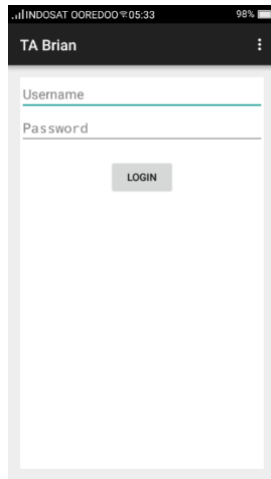 INDOSAT OOREDOO 05:33 98%
TA Brian
Username
Password
LOGIN